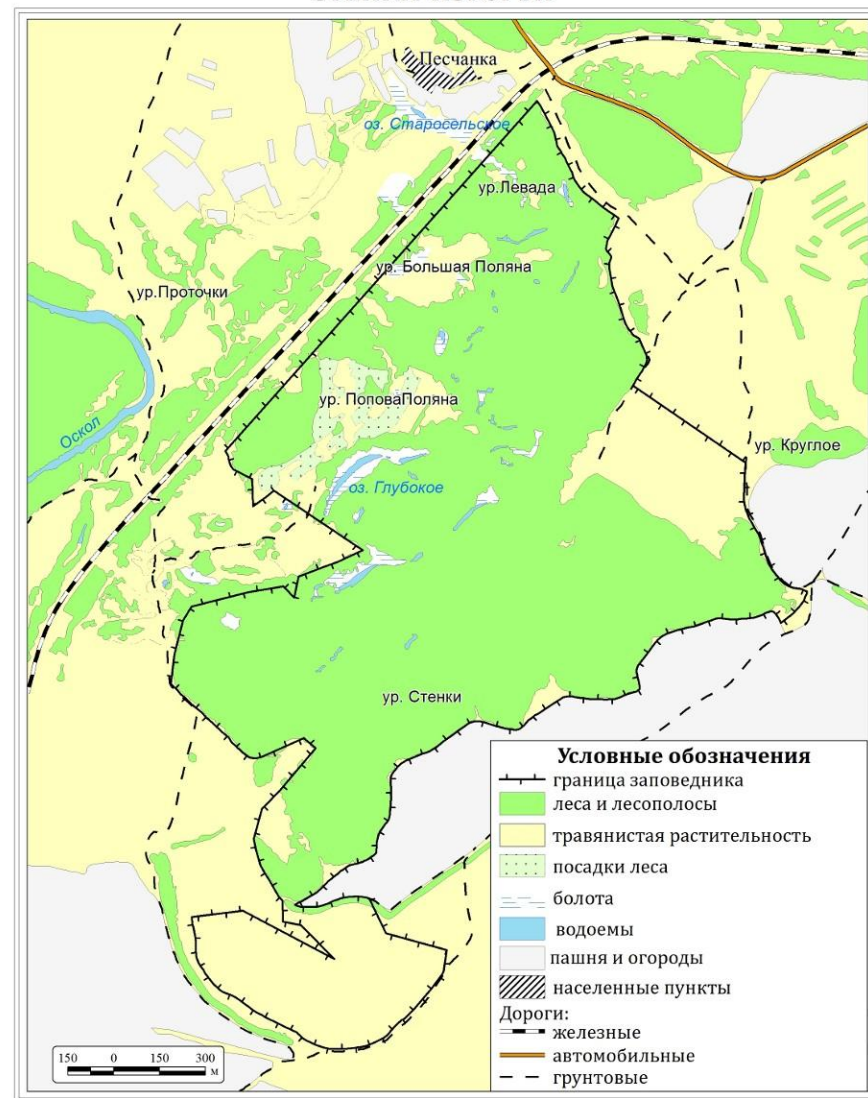 Песчанка
оз. Старосельское
ур.Левада
ур. Большая Поляна
ур.Проточки
ур. ПоповаПоляна
Оскол
ур. Круглое
оз. Глубокое
ур. Стенки
Условные обозначения
граница заповедника
леса и лесополосы
травянистая растительность
посадки леса
болота
водоемы
пашня и огороды
населенные пункты
Дороги:
железные
автомобильные
грунтовые
150 0 150 300
м